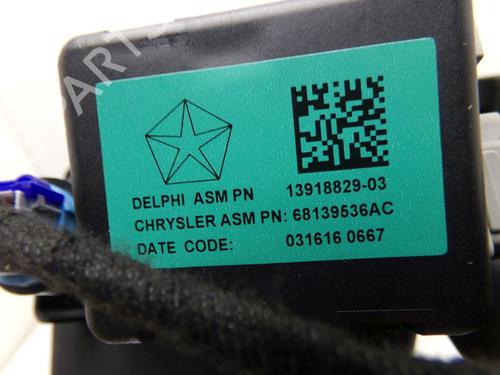 DELPHI ASM PN 13918829-03
CHRYSLER ASM PN: 68139536AC
DATE CODE: 031616 0667